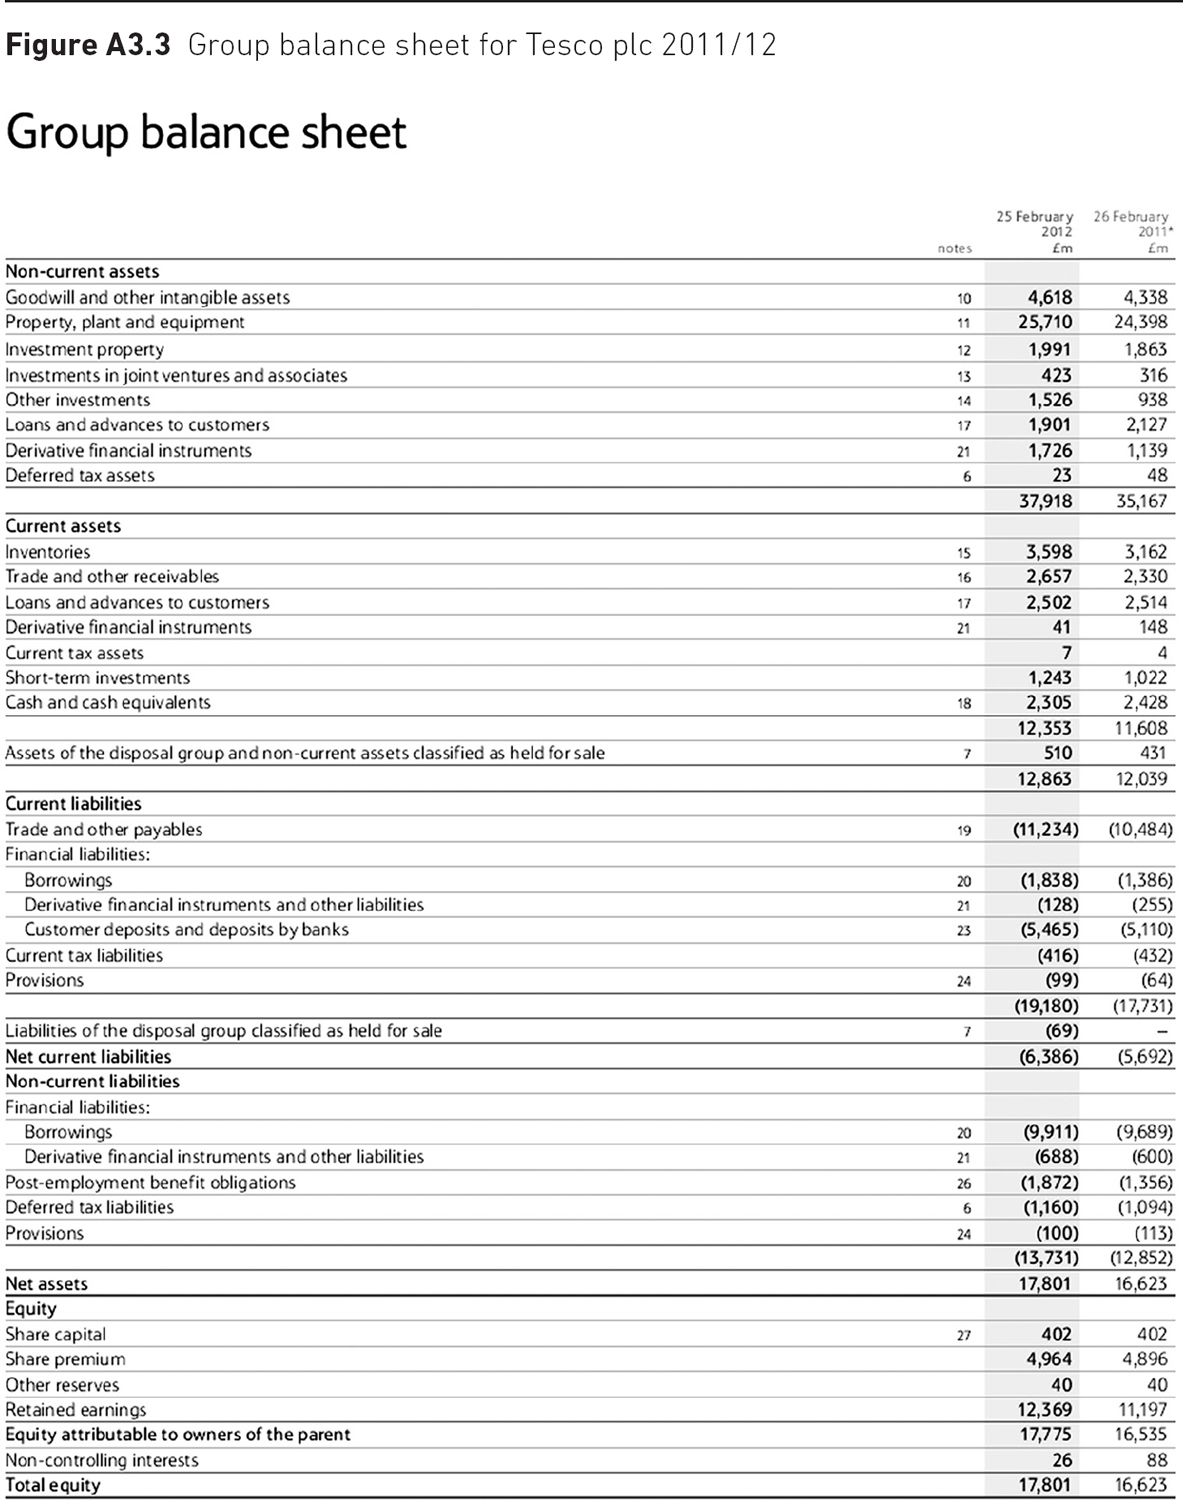 Figure A3.3 Group balance sheet for Tesco plc 2011/12
Group balance sheet
25 February 26 February
2012 2011*
notes £m £m
Non-current assets
Goodwill and other intangible assets 10 4,618 4,338
Property, plant and equipment 11 25,710 24,398
Investment property 12 1,991 1,863
Investments in joint ventures and associates 13 423 316
Other investments 14 1,526 938
Loans and advances to customers 17 1,901 2,127
Derivative financial instruments 21 1,726 1,139
Deferred tax assets 6 23 48
37,918 35,167
Current assets
Inventories 15 3,598 3,162
Trade and other receivables 16 2,657 2,330
Loans and advances to customers 17 2,502 2,514
Derivative financial instruments 21 41 148
Current tax assets 7 4
Short-term investments 1,243 1,022
Cash and cash equivalents 18 2,305 2,428
12,353 11,608
Assets of the disposal group and non-current assets classified as held for sale 7 510 431
12,863 12,039
Current liabilities
Trade and other payables 19 (11,234) (10,484)
Financial liabilities:
Borrowings 20 (1,838) (1,386)
Derivative financial instruments and other liabilities 21 (128) (255)
Customer deposits and deposits by banks 23 (5,465) (5,110)
Current tax liabilities (416) (432)
Provisions 24 (99) (64)
(19,180) (17,731)
Liabilities of the disposal group classified as held for sale 7 (69) –
Net current liabilities (6,386) (5,692)
Non-current liabilities
Financial liabilities:
Borrowings 20 (9,911) (9,689)
Derivative financial instruments and other liabilities 21 (688) (600)
Post-employment benefit obligations 26 (1,872) (1,356)
Deferred tax liabilities 6 (1,160) (1,094)
Provisions 24 (100) (113)
(13,731) (12,852)
Net assets 17,801 16,623
Equity
Share capital 27 402 402
Share premium 4,964 4,896
Other reserves 40 40
Retained earnings 12,369 11,197
Equity attributable to owners of the parent 17,775 16,535
Non-controlling interests 26 88
Total equity 17,801 16,623